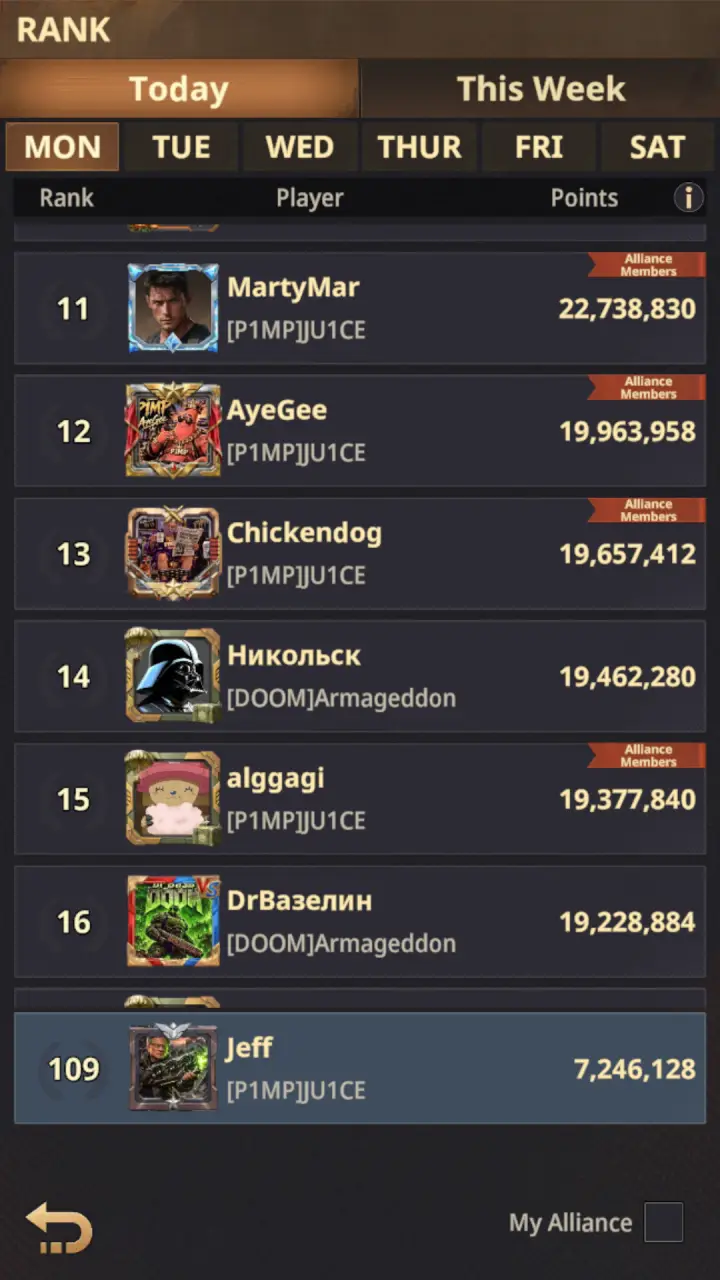 RANK
Today
This Week
MON
TUE
WED
THUR
FRI
SAT
Rank
Player
Points
i
Alliance
Members
11
MartyMar
[P1MP]JU1CE
22,738,830
Alliance
Members
12
AyeGee
[P1MP]JU1CE
19,963,958
Alliance
Members
13
Chickendog
[P1MP]JU1CE
19,657,412
14
Никольск
[DOOM]Armageddon
19,462,280
Alliance
Members
15
alggagi
[P1MP]JU1CE
19,377,840
16
DrВазелин
[DOOM]Armageddon
19,228,884
109
Jeff
[P1MP]JU1CE
7,246,128
My Alliance